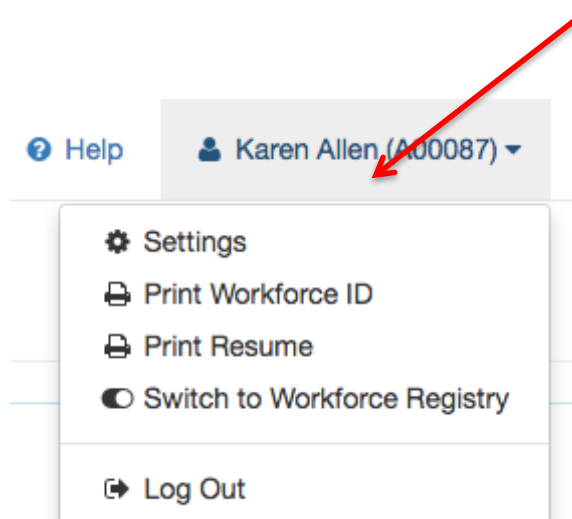 Help
Karen Allen (A00087)
Settings
Print Workforce ID
Print Resume
Switch to Workforce Registry
Log Out